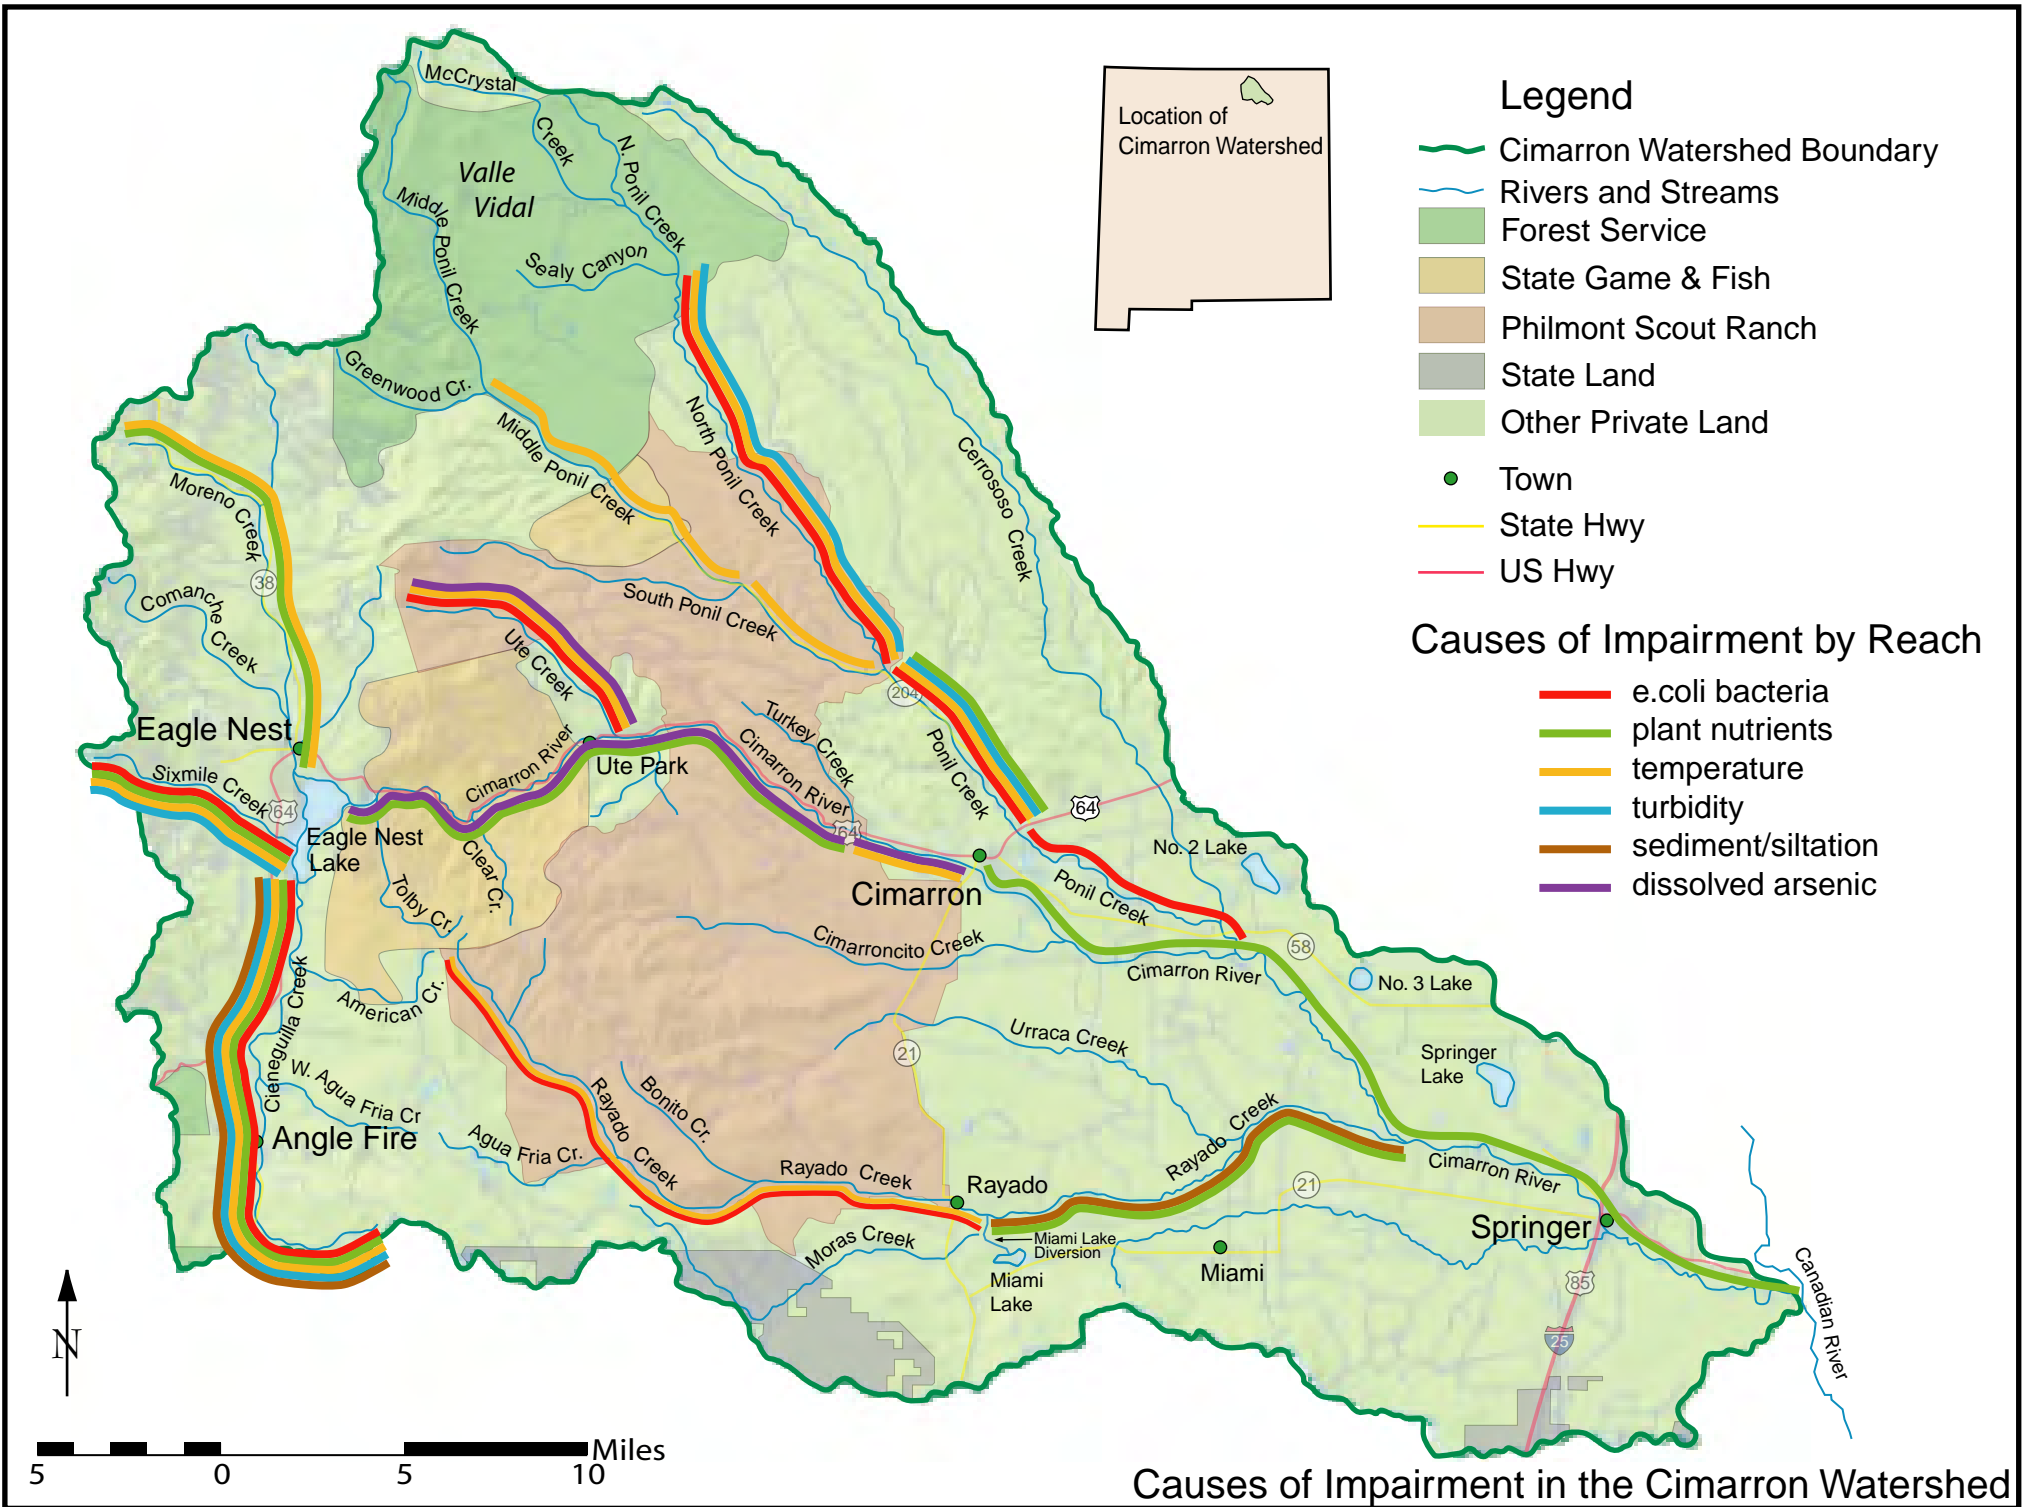 McCrystal
Creek
N. Ponil Creek
Valle
Vidal
Middle Ponil Creek
Sealy Canyon
Greenwood Cr.
Middle Ponil Creek
North Ponil Creek
Cerrososo Creek
Moreno Creek
38
Comanche
Creek
South Ponil Creek
Ute Creek
204
Eagle Nest
Turkey Creek
Cimarron River
Cimarron River
Ute Park
Ponil Creek
Sixmile Creek
64
64
64
Eagle Nest
Lake
Clear Cr.
Tolby Cr.
No. 2 Lake
Cimarron
Ponil Creek
Cimarroncito Creek
58
Cimarron River
No. 3 Lake
American Cr.
Cieneguilla Creek
Urraca Creek
21
Springer
Lake
W. Agua Fria Cr
Bonito Cr.
Rayado
Creek
Angle Fire
Agua Fria Cr.
Rayado Creek
Rayado Creek
Rayado
Cimarron River
21
Springer
Moras Creek
Miami Lake
Diversion
Miami
Lake
Miami
85
25
Canadian River
Location of
Cimarron Watershed
Legend
Cimarron Watershed Boundary
Rivers and Streams
Forest Service
State Game & Fish
Philmont Scout Ranch
State Land
Other Private Land
Town
State Hwy
US Hwy
Causes of Impairment by Reach
e.coli bacteria
plant nutrients
temperature
turbidity
sediment/siltation
dissolved arsenic
N
Miles
5 0 5 10
Causes of Impairment in the Cimarron Watershed